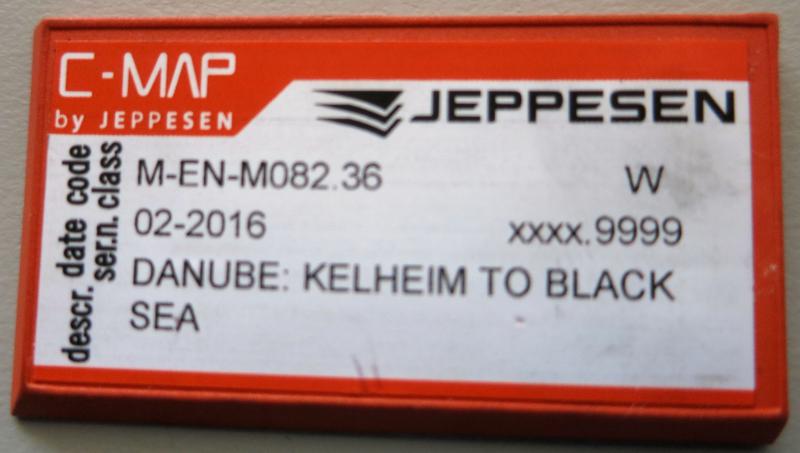 C-MAP
by JEPPESEN
JEPPESEN
descr. date code
ser.n. class
M-EN-M082.36 W
02-2016 xxxx.9999
DANUBE: KELHEIM TO BLACK
SEA